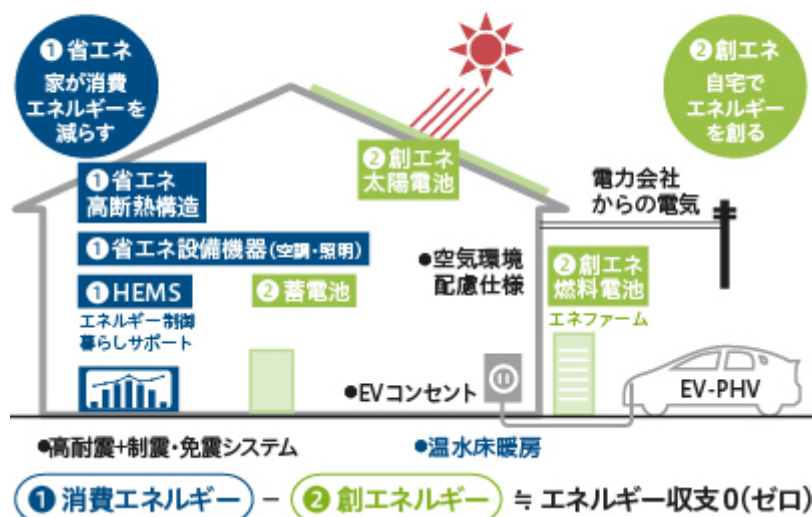 ❶省エネ
家が消費
エネルギーを
減らす
❷創エネ
自宅で
エネルギー
を創る
❷創エネ
太陽電池
❶省エネ
高断熱構造
電力会社
からの電気
❶省エネ設備機器(空調・照明)
●空気環境
配慮仕様
❷創エネ
燃料電池
エネファーム
❶HEMS
エネルギー制御
暮らしサポート
❷蓄電池
●EVコンセント
EV-PHV
●高耐震+制震・免震システム
●温水床暖房
❶消費エネルギー − ❷創エネルギー ≒ エネルギー収支0(ゼロ)